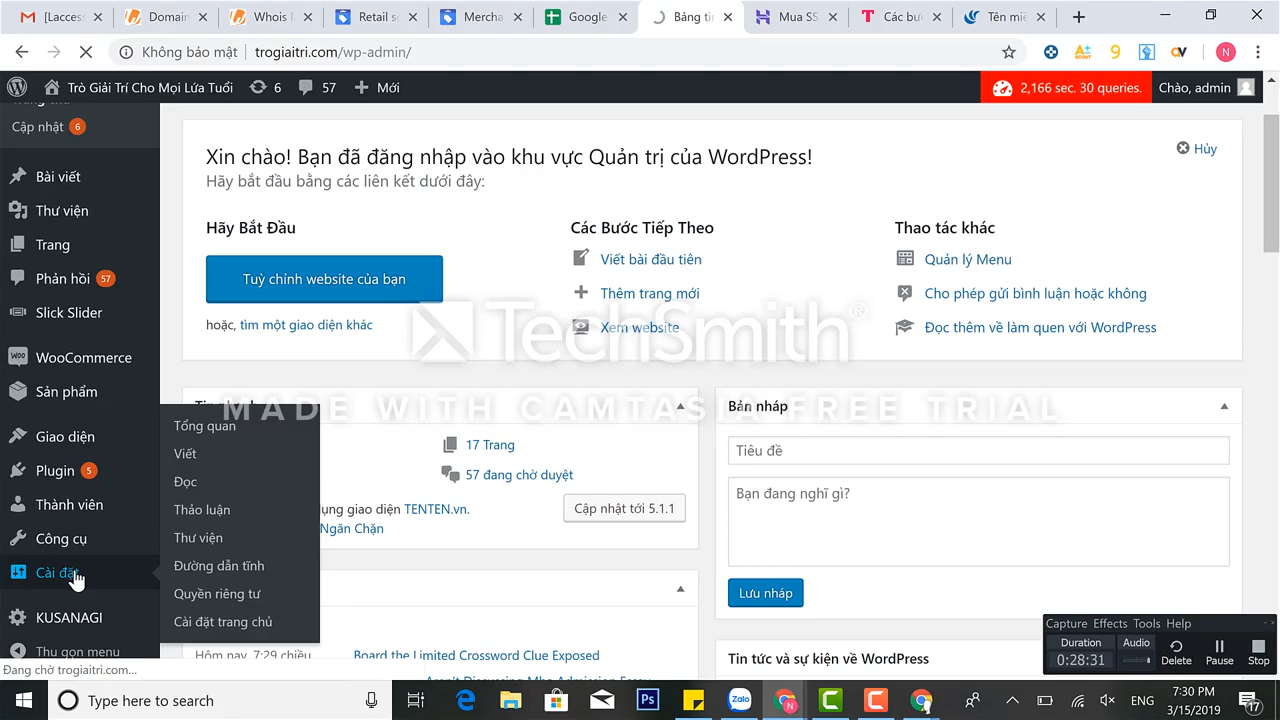 [Laccess
Domain
WhoIs
Retail so
Mercha
Google
Bảng tin
Mua SS
Các bư
Tên miề
Không bảo mật
trogiaitri.com/wp-admin/
N
Trò Giải Trí Cho Mọi Lứa Tuổi
6
57
Mới
2,166 sec. 30 queries.
Chào, admin
Cập nhật 6
Bài viết
Thư viện
Trang
Phản hồi 57
Slick Slider
WooCommerce
Sản phẩm
Giao diện
Plugin 5
Thành viên
Công cụ
Cài đặt
KUSANAGI
Thu gọn menu
Tổng quan
Viết
Đọc
Thảo luận
Thư viện
Đường dẫn tĩnh
Quyền riêng tư
Cài đặt trang chủ
Xin chào! Bạn đã đăng nhập vào khu vực Quản trị của WordPress!
Hủy
Hãy bắt đầu bằng các liên kết dưới đây:
Hãy Bắt Đầu
Tuỳ chỉnh website của bạn
hoặc, tìm một giao diện khác
Các Bước Tiếp Theo
Viết bài đầu tiên
Thêm trang mới
Xem website
Thao tác khác
Quản lý Menu
Cho phép gửi bình luận hoặc không
Đọc thêm về làm quen với WordPress
TechSmith®
MADE WITH CAMTASIA FREE TRIAL
17 Trang
57 đang chờ duyệt
giao diện TENTEN.vn.
Cập nhật tới 5.1.1
Ngăn Chặn
Hôm nay, 7:29 chiều
Board the Limited Crossword Clue Exposed
Bản nháp
Tiêu đề
Bạn đang nghĩ gì?
Lưu nháp
Tin tức và sự kiện về WordPress
Đang chờ trogiaitri.com...
Capture Effects Tools Help
Duration
0:28:31
Audio
Delete
Pause
Stop
Type here to search
Ps
Zalo
ENG
7:30 PM
3/15/2019
17